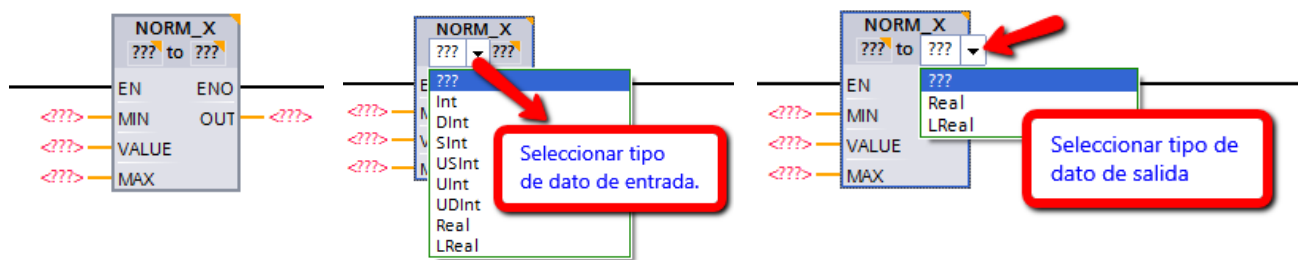 NORM_X
??? to ???
EN ENO
<???> MIN OUT <???>
<???> VALUE
<???> MAX
NORM_X
??? ???
E ???
Int
<???> M DInt
SInt
<???> V USInt
UInt
<???> M UDInt
Real
LReal
Seleccionar tipo
de dato de entrada.
NORM_X
??? to ???
EN ???
Real
<???> MIN LReal
<???> VALUE
<???> MAX
Seleccionar tipo de
dato de salida